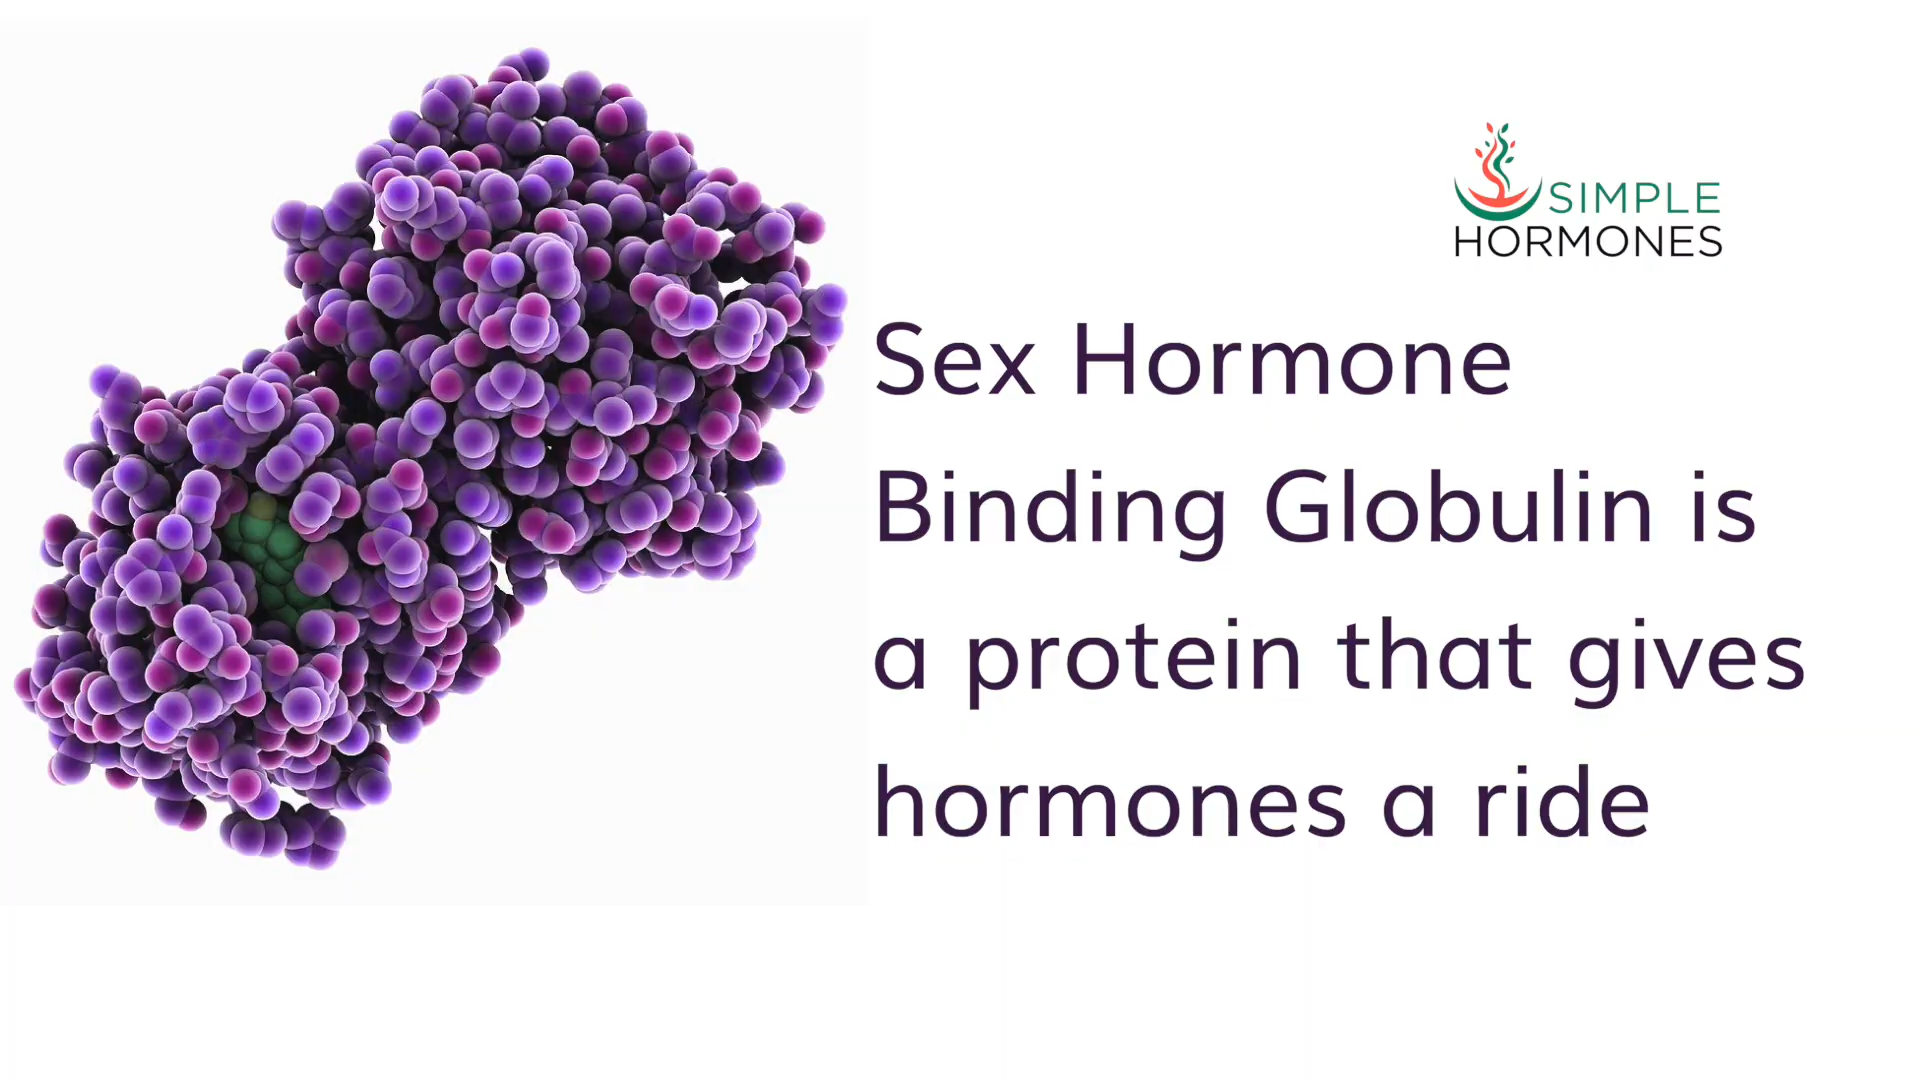 SIMPLE
HORMONES
Sex Hormone
Binding Globulin is
a protein that gives
hormones a ride